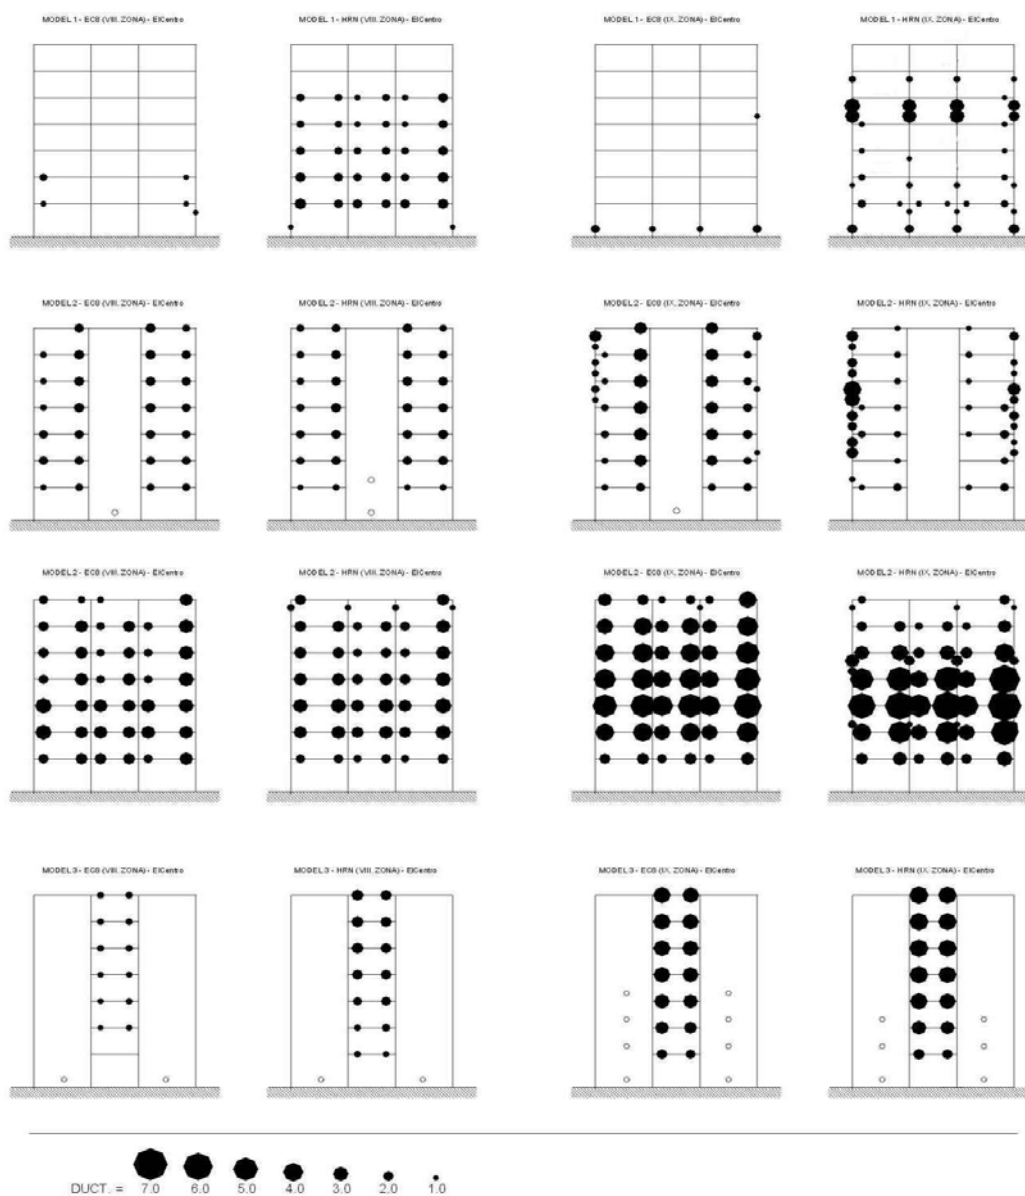 MODEL 1 - EC8 (VIII. ZONA) - ElCentro
MODEL 1 - HRN (VIII. ZONA) - ElCentro
MODEL 1 - EC8 (IX. ZONA) - ElCentro
MODEL 1 - HRN (IX. ZONA) - ElCentro
MODEL 2 - EC8 (VIII. ZONA) - ElCentro
MODEL 2 - HRN (VIII. ZONA) - ElCentro
MODEL 2 - EC8 (IX. ZONA) - ElCentro
MODEL 2 - HRN (IX. ZONA) - ElCentro
MODEL 2 - EC8 (VIII. ZONA) - ElCentro
MODEL 2 - HRN (VIII. ZONA) - ElCentro
MODEL 2 - EC8 (IX. ZONA) - ElCentro
MODEL 2 - HRN (IX. ZONA) - ElCentro
MODEL 3 - EC8 (VIII. ZONA) - ElCentro
MODEL 3 - HRN (VIII. ZONA) - ElCentro
MODEL 3 - EC8 (IX. ZONA) - ElCentro
MODEL 3 - HRN (IX. ZONA) - ElCentro
DUCT. = 7.0 6.0 5.0 4.0 3.0 2.0 1.0